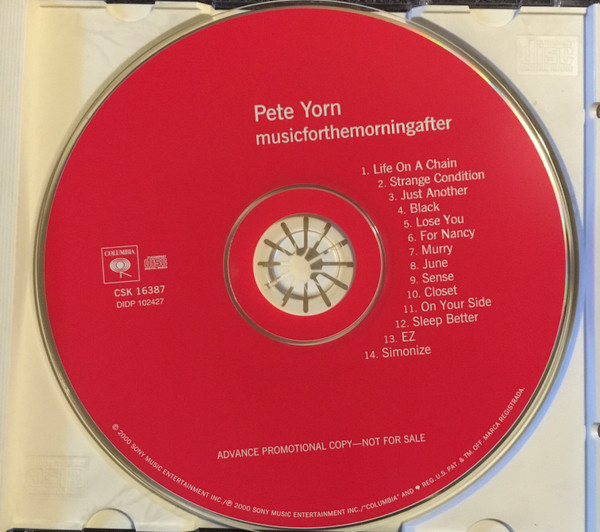 Pete Yorn
musicforthemorningafter
1. Life On A Chain
2. Strange Condition
3. Just Another
4. Black
5. Lose You
6. For Nancy
7. Murry
8. June
9. Sense
10. Closet
11. On Your Side
12. Sleep Better
13. EZ
14. Simonize
COLUMBIA
CSK 16387
DIDP 102427
ADVANCE PROMOTIONAL COPY—NOT FOR SALE
© 2000 SONY MUSIC ENTERTAINMENT INC./℗ 2000 SONY MUSIC ENTERTAINMENT INC./"COLUMBIA" AND REG. U.S. PAT. & TM. OFF. MARCA REGISTRADA.